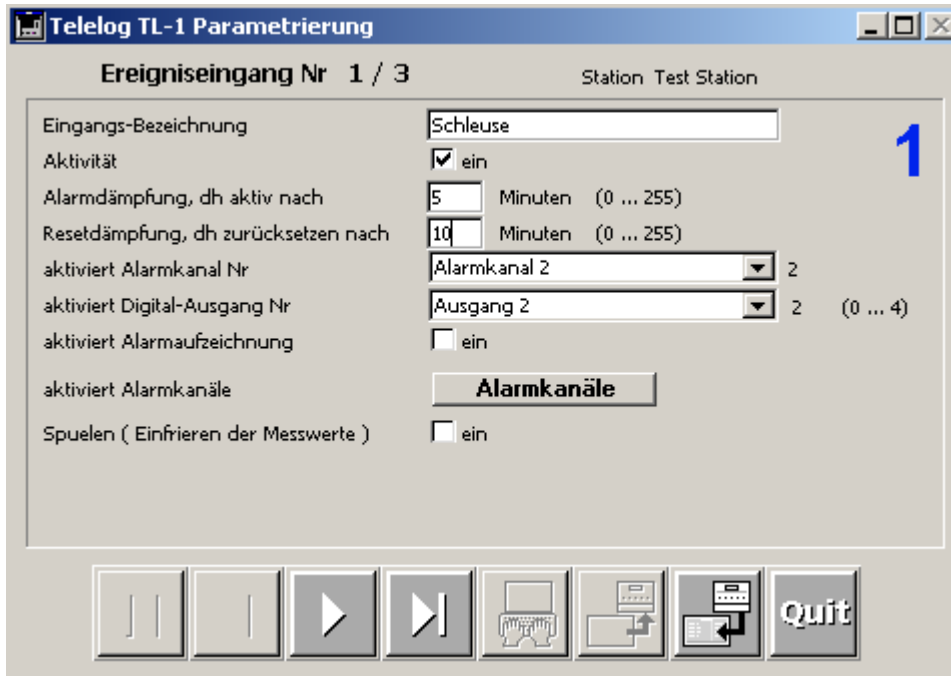 Telelog TL-1 Parametrierung
Ereigniseingang Nr 1 / 3 Station Test Station
1
Eingangs-Bezeichnung Schleuse
Aktivität ein
Alarmdämpfung, dh aktiv nach 5 Minuten (0 ... 255)
Resetdämpfung, dh zurücksetzen nach 10 Minuten (0 ... 255)
aktiviert Alarmkanal Nr Alarmkanal 2 2
aktiviert Digital-Ausgang Nr Ausgang 2 2 (0 ... 4)
aktiviert Alarmaufzeichnung ein
aktiviert Alarmkanäle Alarmkanäle
Spuelen ( Einfrieren der Messwerte ) ein
Quit